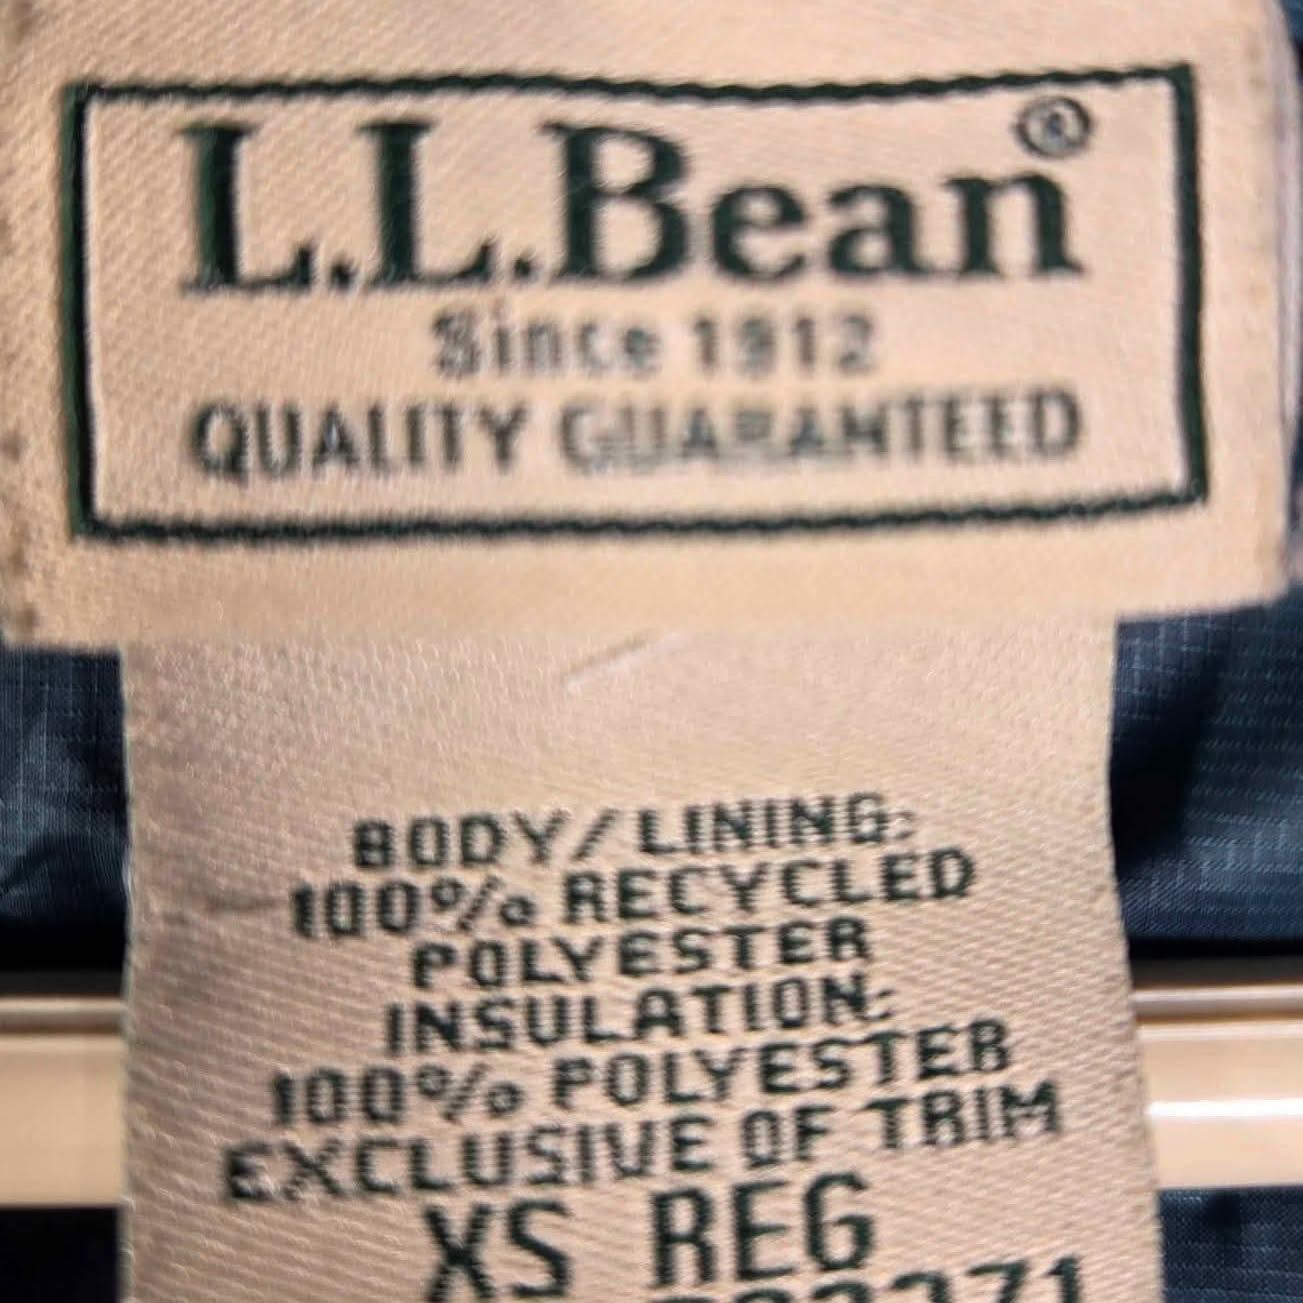 L.L.Bean®
Since 1912
QUALITY GUARANTEED
BODY/LINING:
100% RECYCLED
POLYESTER
INSULATION:
100% POLYESTER
EXCLUSIVE OF TRIM
XS REG